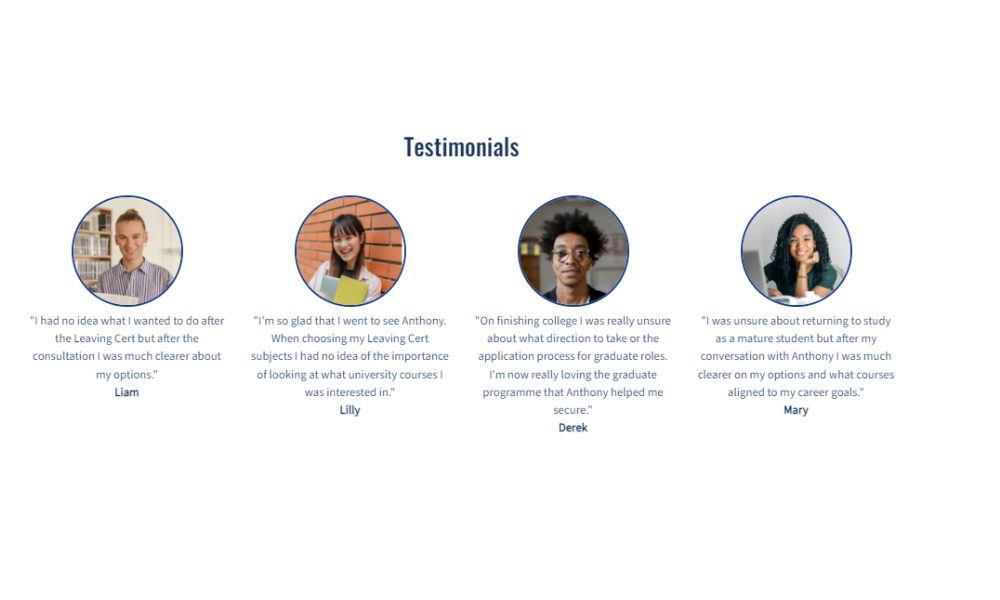 Testimonials
"I had no idea what I wanted to do after
the Leaving Cert but after the
consultation I was much clearer about
my options."
Liam
"I'm so glad that I went to see Anthony.
When choosing my Leaving Cert
subjects I had no idea of the importance
of looking at what university courses I
was interested in."
Lilly
"On finishing college I was really unsure
about what direction to take or the
application process for graduate roles.
I'm now really loving the graduate
programme that Anthony helped me
secure."
Derek
"I was unsure about returning to study
as a mature student but after my
conversation with Anthony I was much
clearer on my options and what courses
aligned to my career goals."
Mary